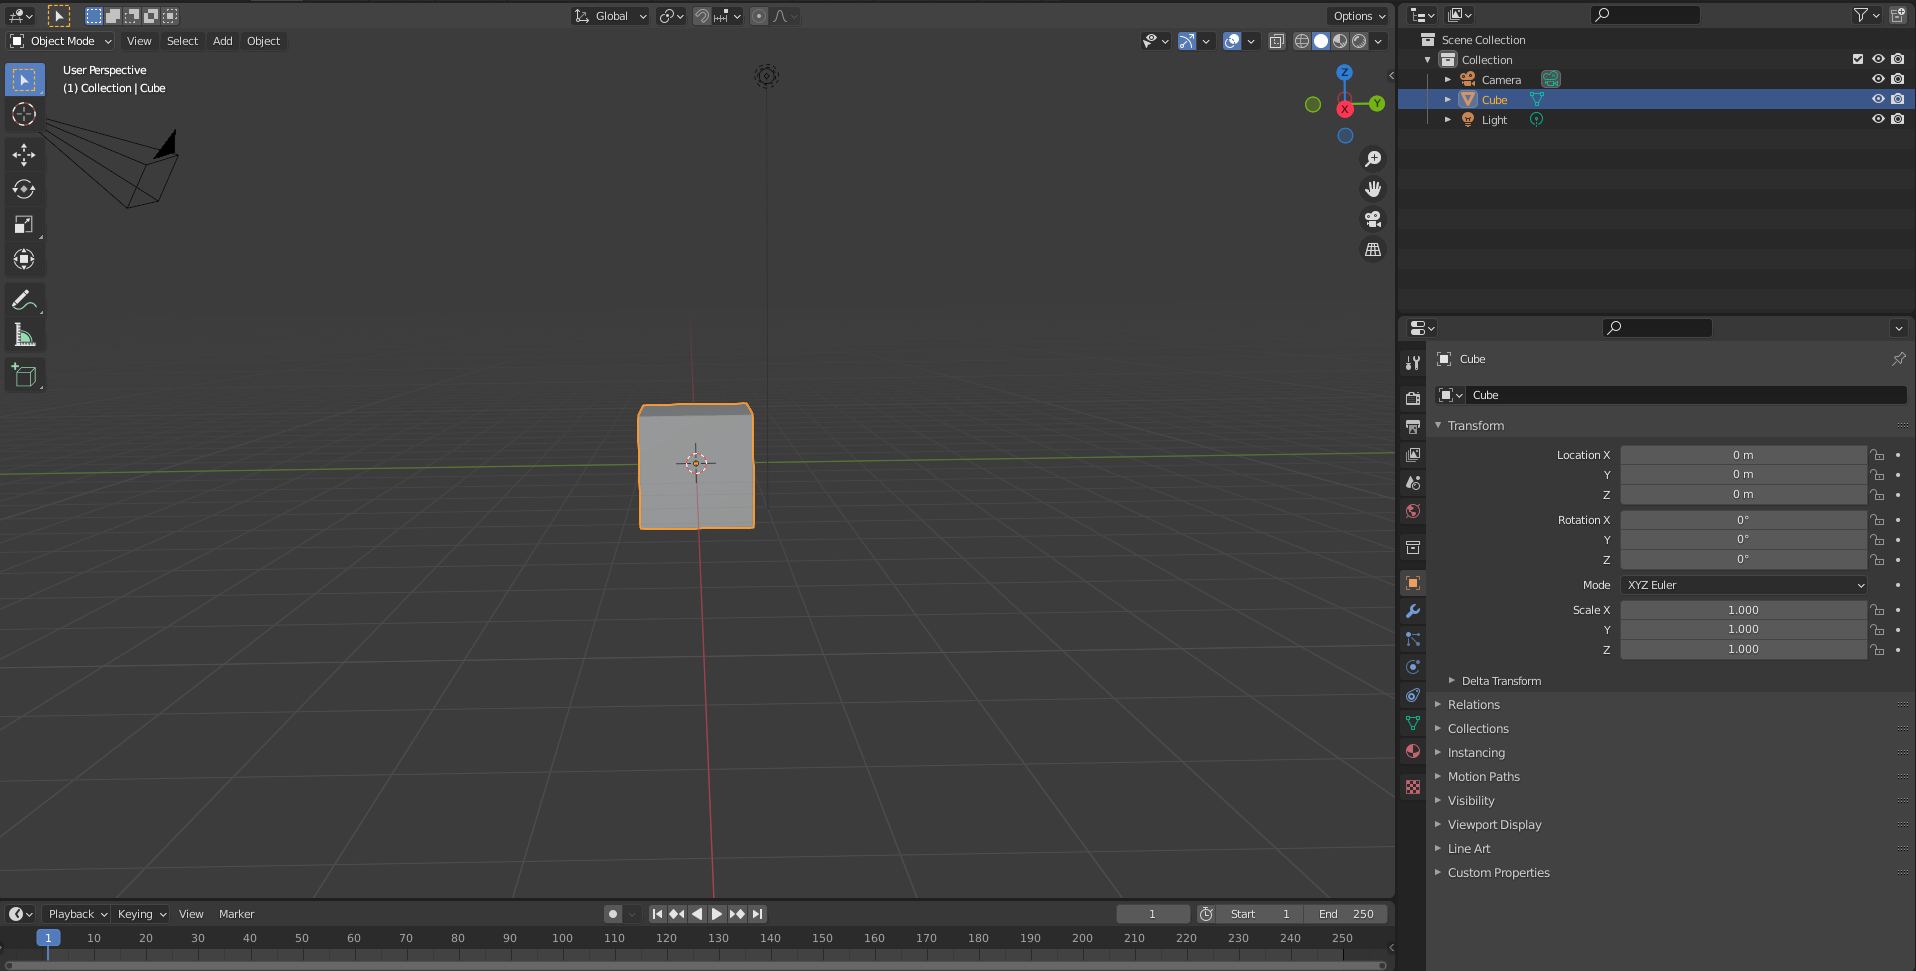 Global
Options
Object Mode View Select Add Object
User Perspective
(1) Collection | Cube
Z
Y
X
Scene Collection
Collection
Camera
Cube
Light
Cube
Cube
Transform
Location X 0 m
Y 0 m
Z 0 m
Rotation X 0°
Y 0°
Z 0°
Mode XYZ Euler
Scale X 1.000
Y 1.000
Z 1.000
Delta Transform
Relations
Collections
Instancing
Motion Paths
Visibility
Viewport Display
Line Art
Custom Properties
Playback Keying View Marker 1 Start 1 End 250
1 10 20 30 40 50 60 70 80 90 100 110 120 130 140 150 160 170 180 190 200 210 220 230 240 250